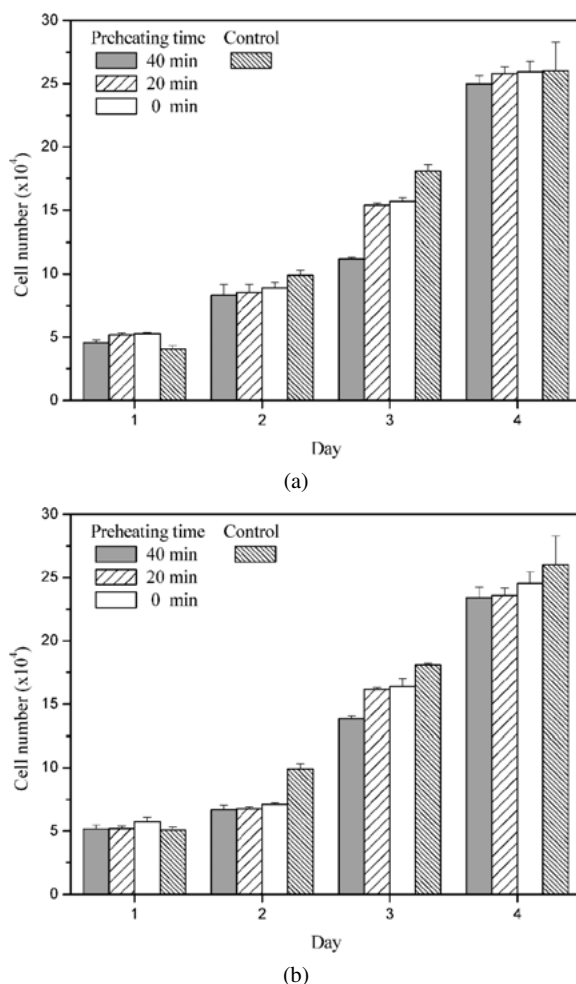 30
Preheating time Control
40 min
20 min
0 min
25
20
15
10
5
0
Cell number (x10⁴)
1 2 3 4
Day
(a)
30
Preheating time Control
40 min
20 min
0 min
25
20
15
10
5
0
Cell number (x10⁴)
1 2 3 4
Day
(b)